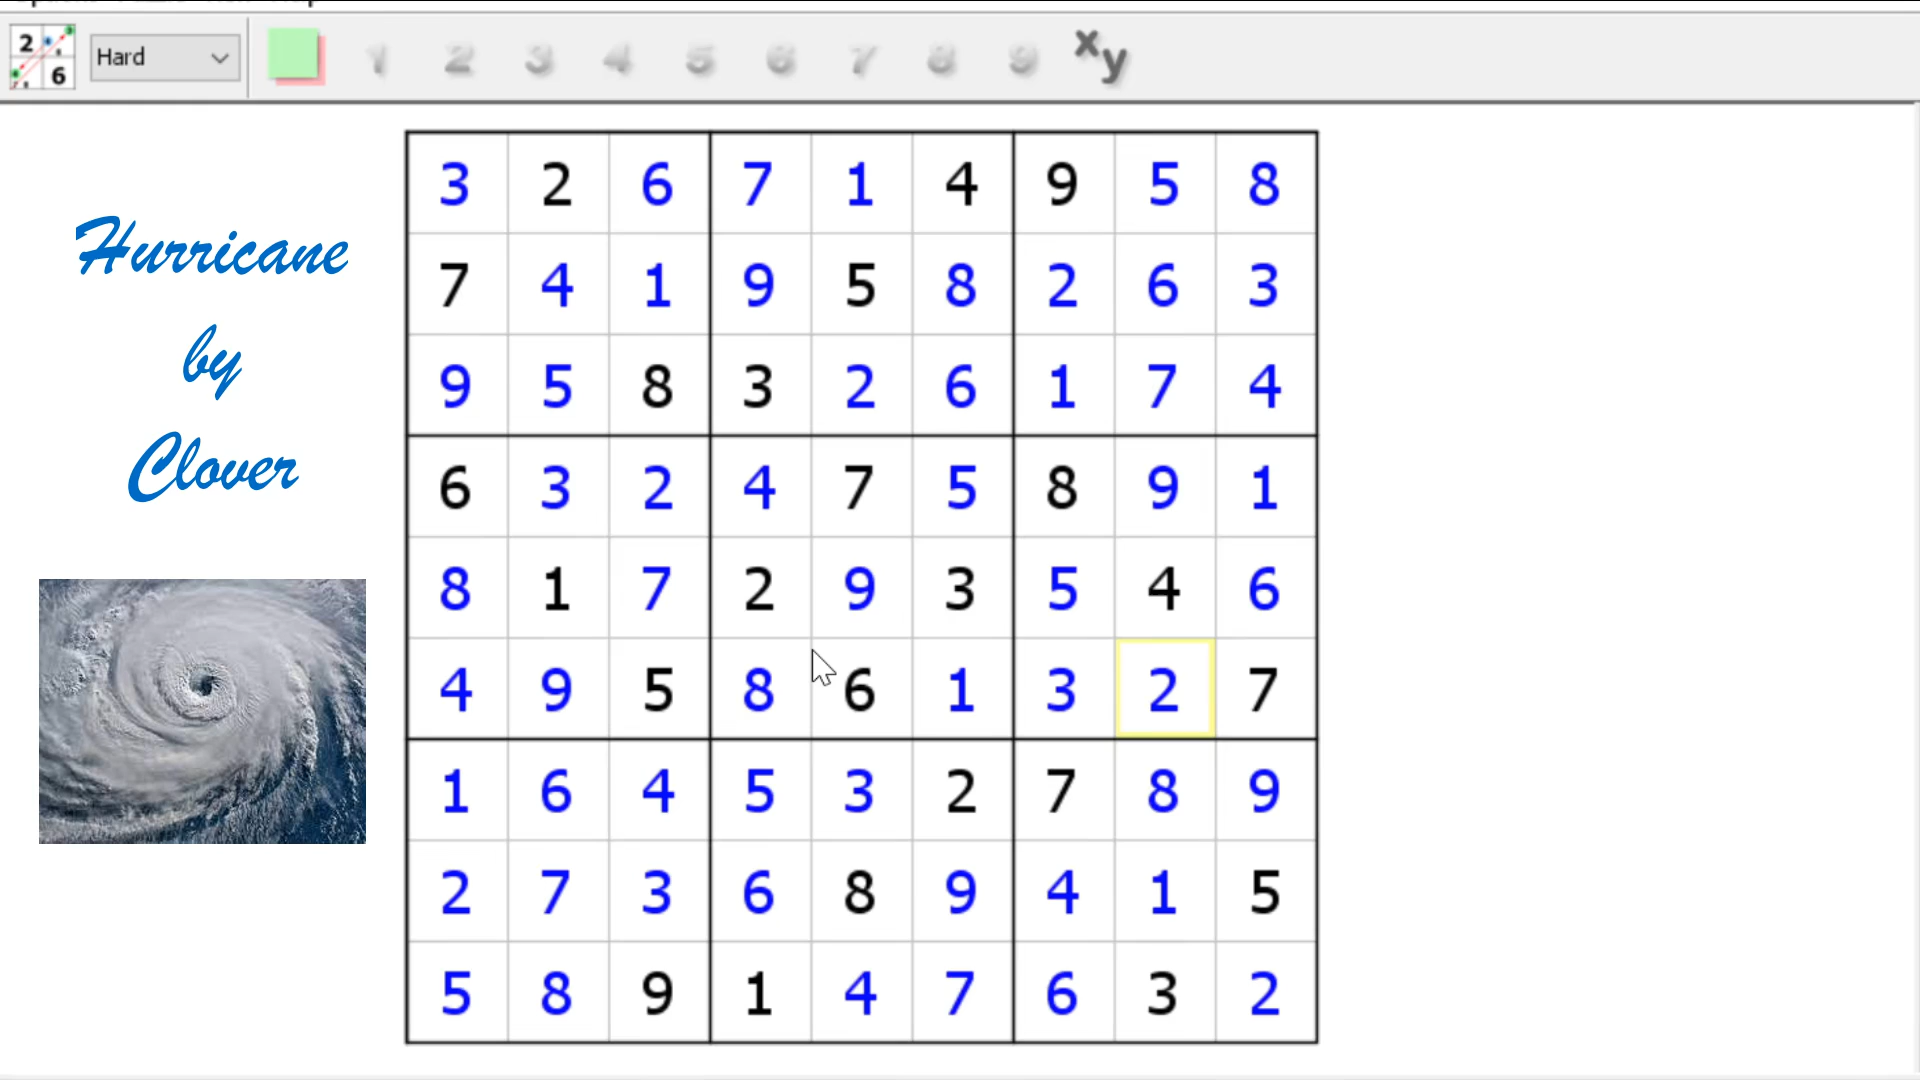 2
6
Hard
1 2 3 4 5 6 7 8 9 xy
Hurricane
by
Clover
3 2 6 7 1 4 9 5 8
7 4 1 9 5 8 2 6 3
9 5 8 3 2 6 1 7 4
6 3 2 4 7 5 8 9 1
8 1 7 2 9 3 5 4 6
4 9 5 8 6 1 3 2 7
1 6 4 5 3 2 7 8 9
2 7 3 6 8 9 4 1 5
5 8 9 1 4 7 6 3 2